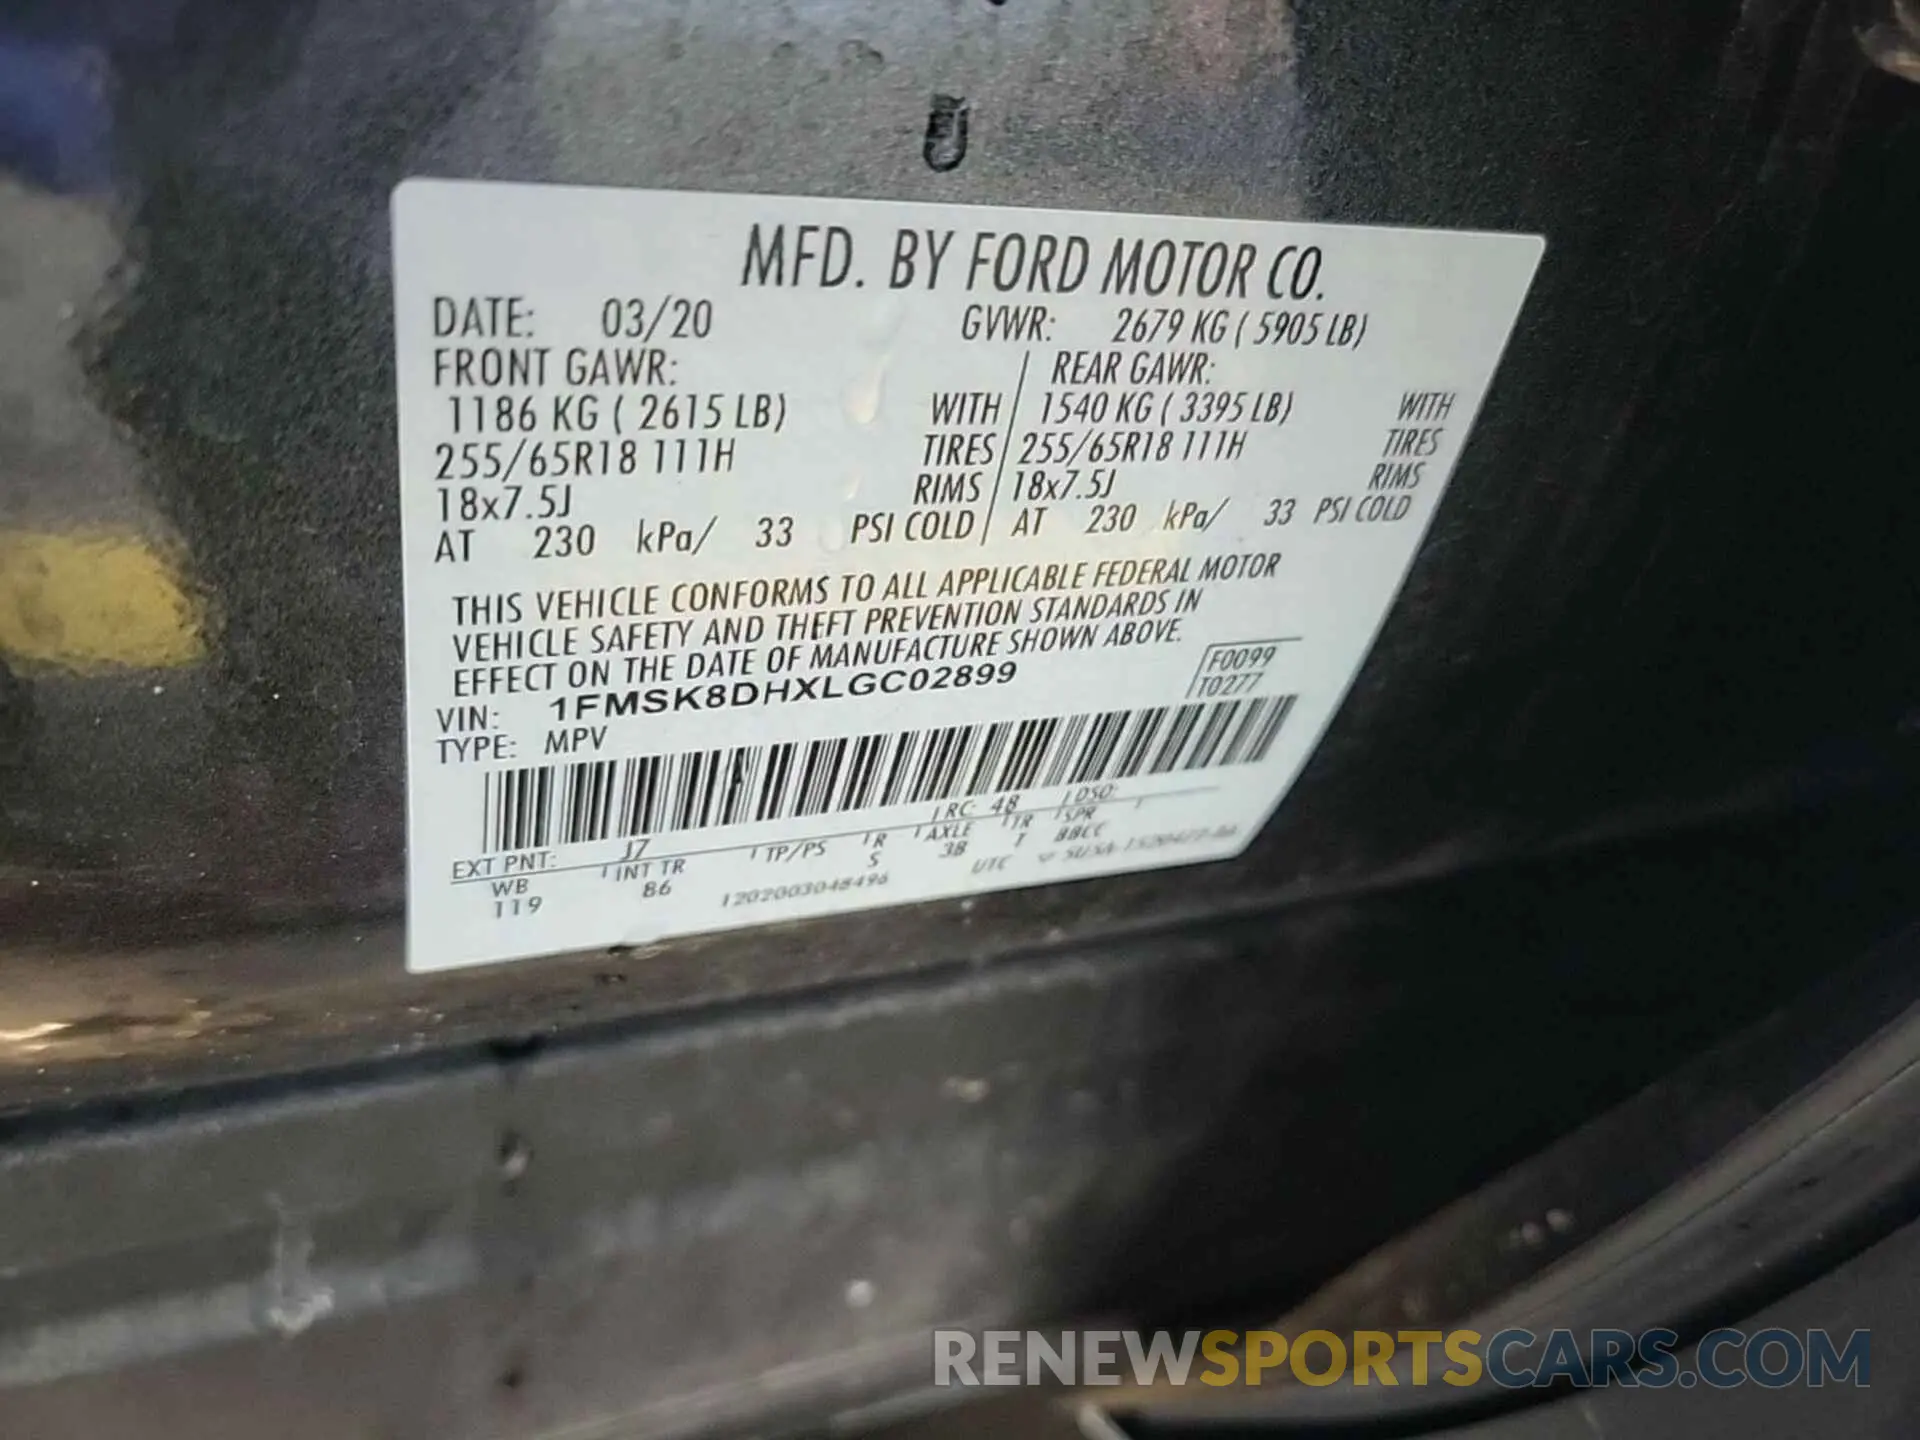 MFD. BY FORD MOTOR CO.
DATE: 03/20 GVWR: 2679 KG ( 5905 LB)
FRONT GAWR: REAR GAWR:
1186 KG ( 2615 LB) WITH 1540 KG ( 3395 LB) WITH
255/65R18 111H TIRES 255/65R18 111H TIRES
18x7.5J RIMS 18x7.5J RIMS
AT 230 kPa/ 33 PSI COLD AT 230 kPa/ 33 PSI COLD
THIS VEHICLE CONFORMS TO ALL APPLICABLE FEDERAL MOTOR
VEHICLE SAFETY AND THEFT PREVENTION STANDARDS IN
EFFECT ON THE DATE OF MANUFACTURE SHOWN ABOVE.
F0099
T0277
VIN: 1FMSK8DHXLGC02899
TYPE: MPV
EXT PNT: J7 RC: 48 DSO:
WB INT TR TP/PS R AXLE TR SPR
119 86 S 3B T BBCC
1202003048496 UTC
RENEWSPORTSCARS.COM